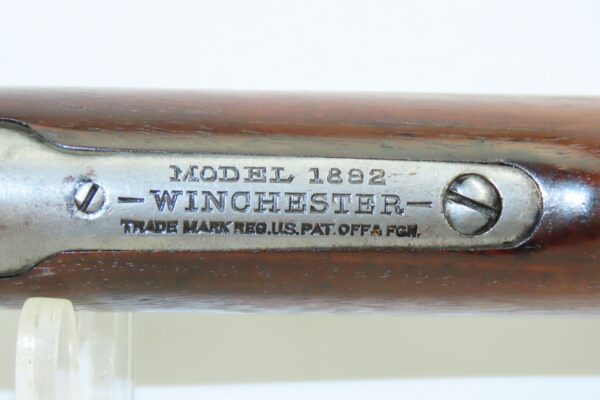 MODEL 1892
-WINCHESTER-
TRADE MARK REG. U.S. PAT. OFF. & FGN.